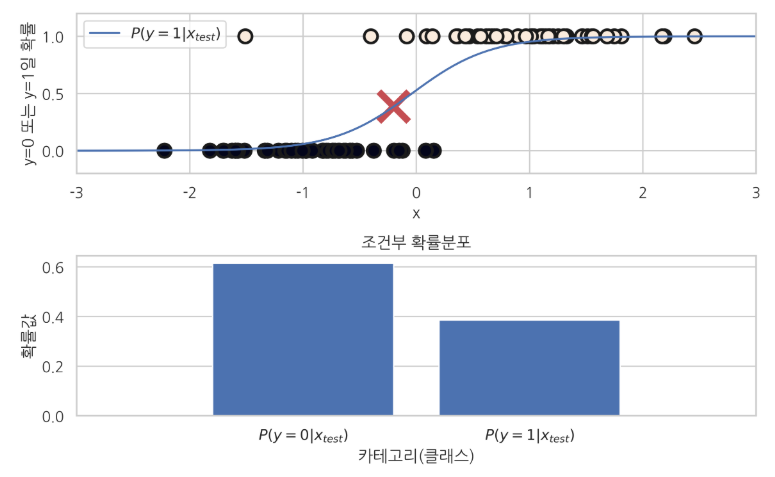 P(y = 1|x_test)
y=0 또는 y=1일 확률
1.0
0.5
0.0
-3 -2 -1 0 1 2 3
x
조건부 확률분포
확률값
0.6
0.4
0.2
0.0
P(y = 0|x_test) P(y = 1|x_test)
카테고리(클래스)